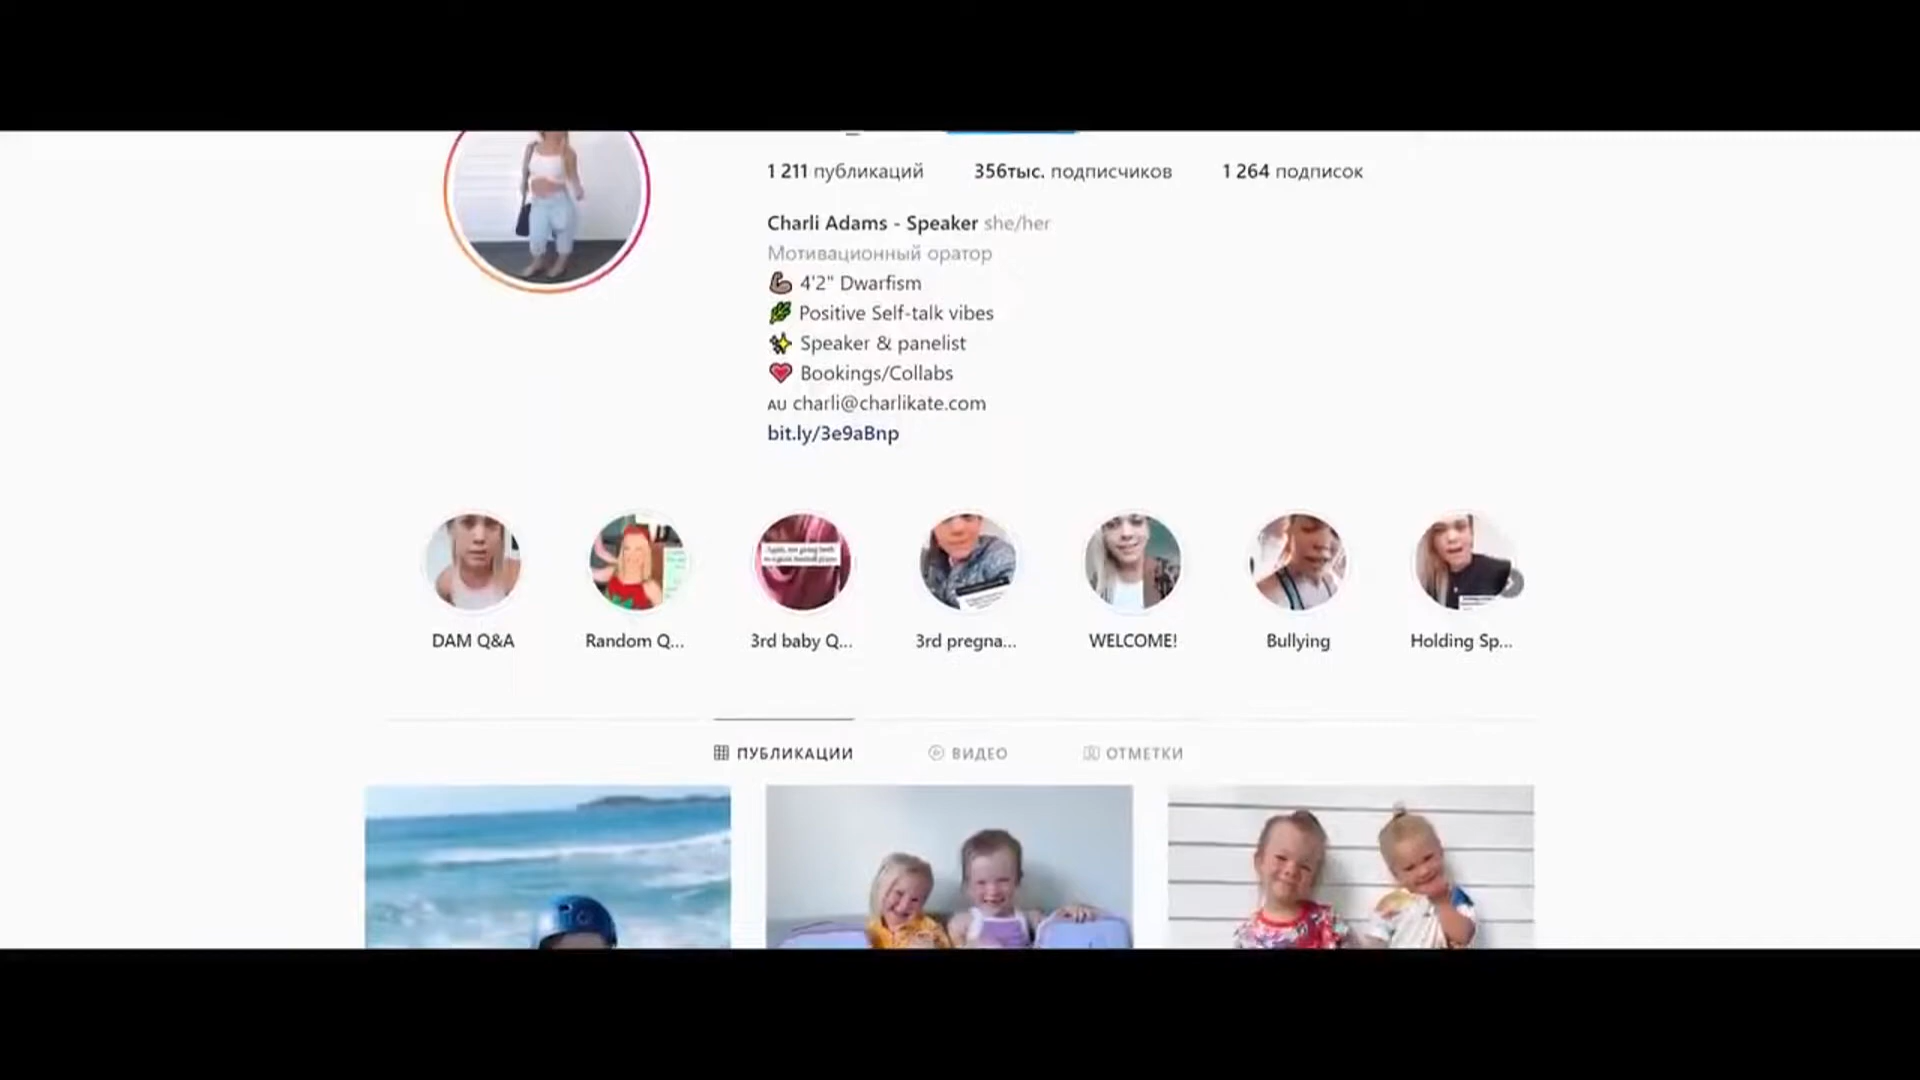 1 211 публикаций 356тыс. подписчиков 1 264 подписок
Charli Adams - Speaker she/her
Мотивационный оратор
💪 4'2" Dwarfism
🌿 Positive Self-talk vibes
✨ Speaker & panelist
💗 Bookings/Collabs
AU charli@charlikate.com
bit.ly/3e9aBnp
DAM Q&A Random Q... 3rd baby Q... 3rd pregna... WELCOME! Bullying Holding Sp...
ПУБЛИКАЦИИ ВИДЕО ОТМЕТКИ